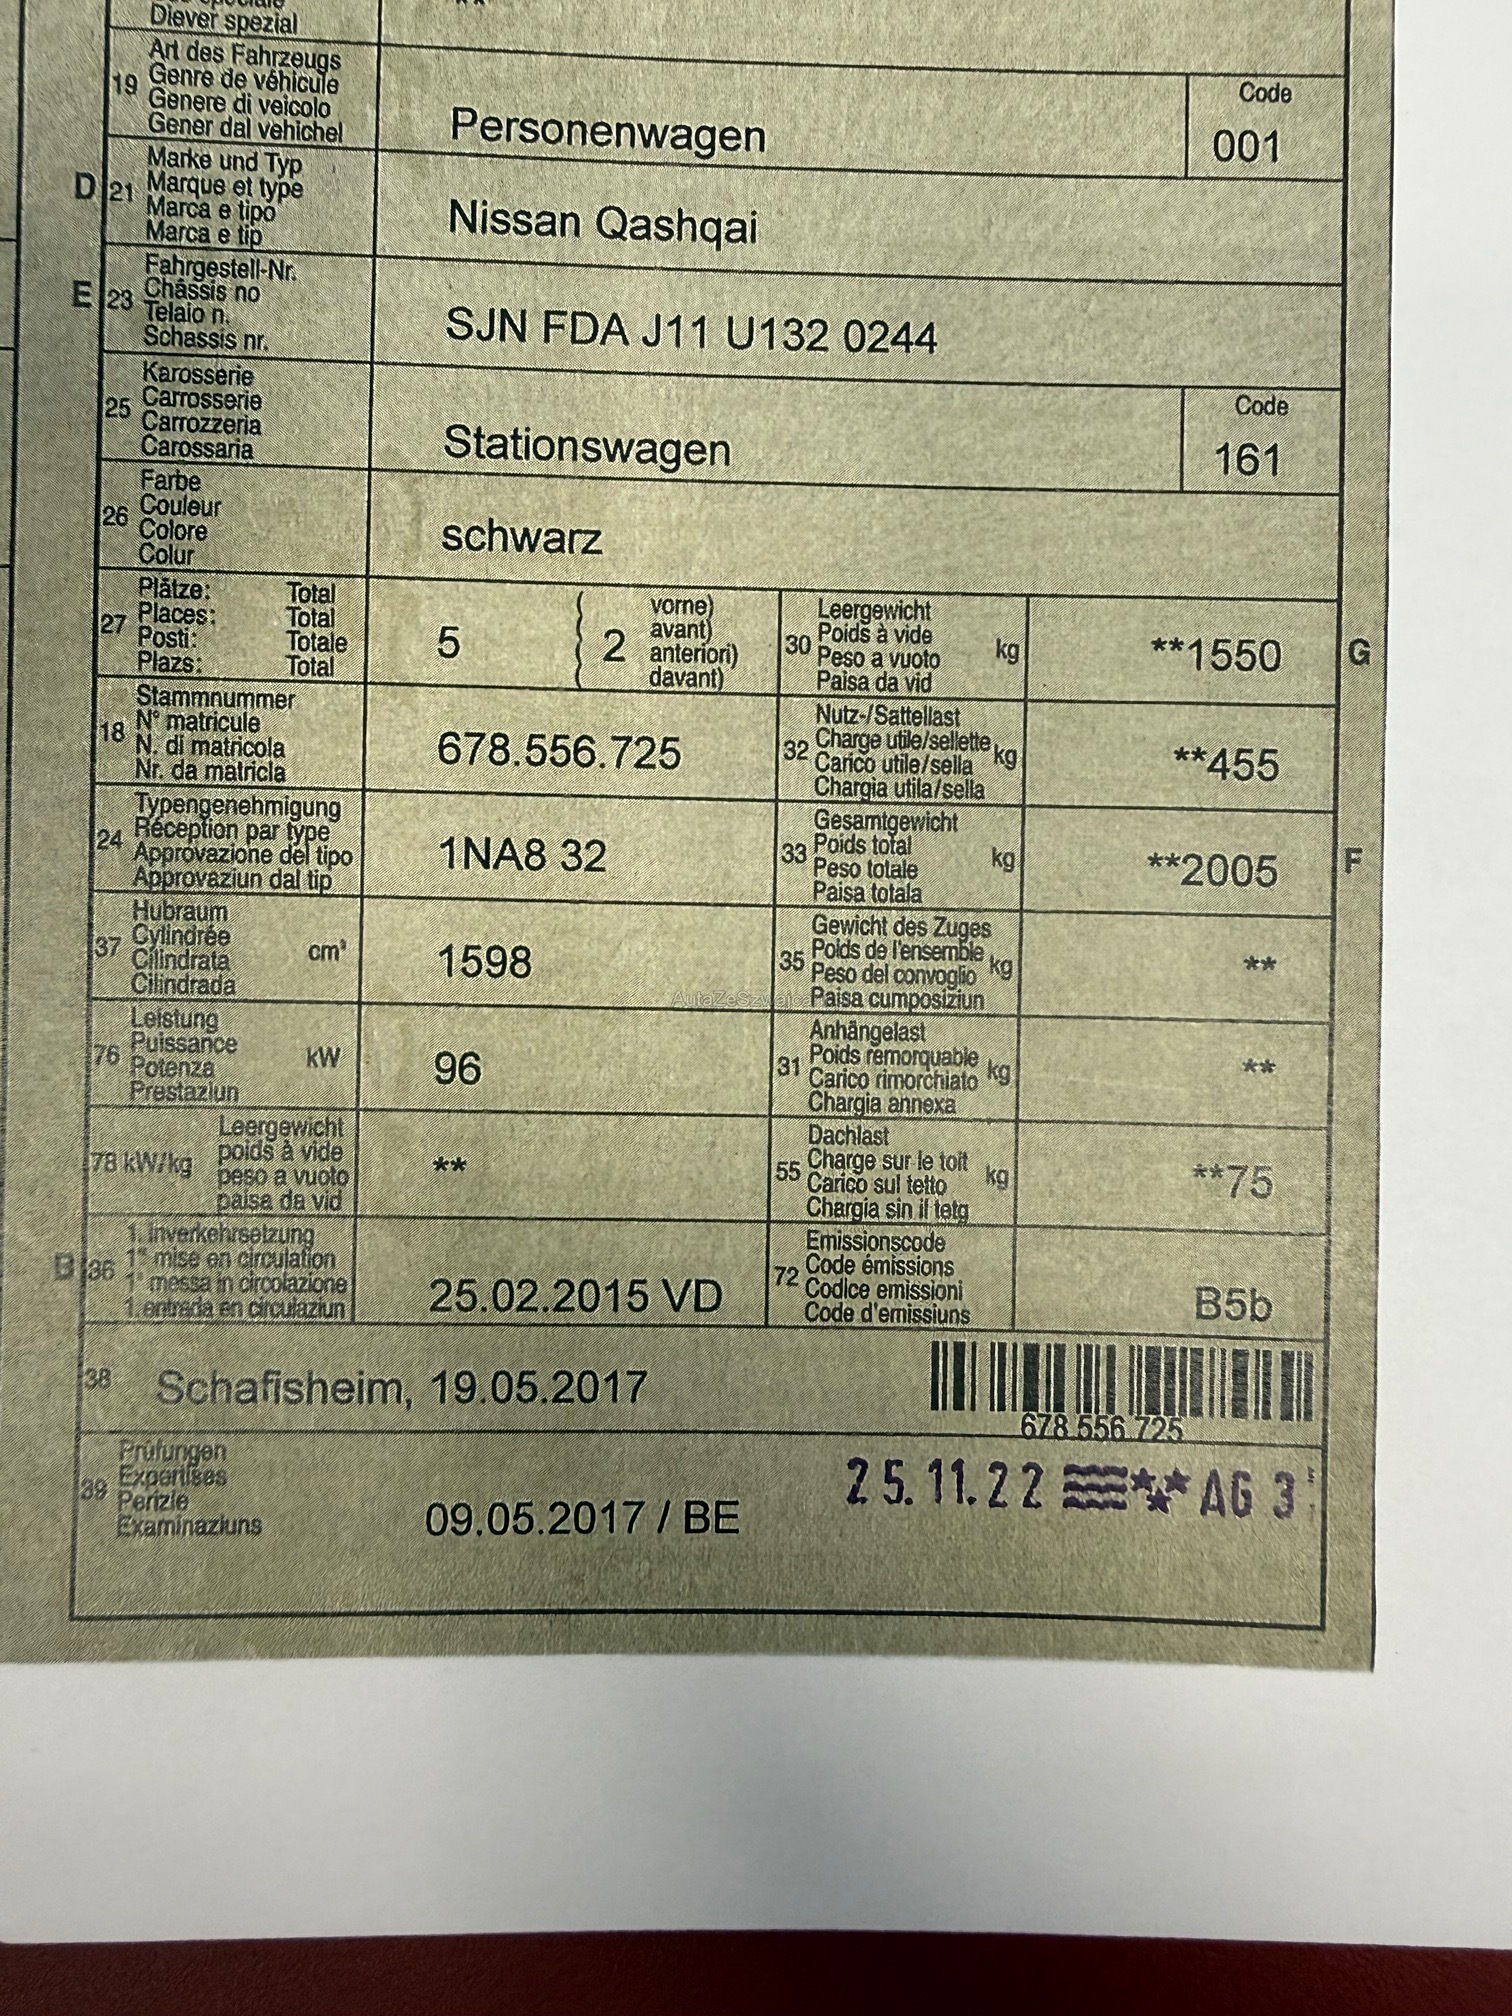 Diever spezial
19
Art des Fahrzeugs
Genre de véhicule
Genere di veicolo
Gener dal vehichel
Personenwagen
Code
001
D 21
Marke und Typ
Marque et type
Marca e tipo
Marca e tip
Nissan Qashqai
E 23
Fahrgestell-Nr.
Châssis no
Telaio n.
Schassis nr.
SJN FDA J11 U132 0244
25
Karosserie
Carrosserie
Carrozzeria
Carossaria
Stationswagen
Code
161
26
Farbe
Couleur
Colore
Colur
schwarz
27
Plätze: Total
Places: Total
Posti: Totale
Plazs: Total
5
2
vorne)
avant)
anteriori)
davant)
30
Leergewicht
Poids à vide
Peso a vuoto
Paisa da vid
kg
**1550
G
18
Stammnummer
N° matricule
N. di matricola
Nr. da matricla
678.556.725
32
Nutz-/Sattellast
Charge utile/sellette
Carico utile/sella
Chargia utila/sella
kg
**455
24
Typengenehmigung
Réception par type
Approvazione del tipo
Approvaziun dal tip
1NA8 32
33
Gesamtgewicht
Poids total
Peso totale
Paisa totala
kg
**2005
F
37
Hubraum
Cylindrée
Cilindrata
Cilindrada
cm³
1598
35
Gewicht des Zuges
Poids de l'ensemble
Peso del convoglio
Paisa cumposiziun
kg
**
76
Leistung
Puissance
Potenza
Prestaziun
kW
96
31
Anhängelast
Poids remorquable
Carico rimorchiato
Chargia annexa
kg
**
78 kW/kg
Leergewicht
poids à vide
peso a vuoto
paisa da vid
**
55
Dachlast
Charge sur le toit
Carico sul tetto
Chargia sin il tetg
kg
**75
B 36
1. Inverkehrsetzung
1re mise en circulation
1a messa in circolazione
1. entrada en circulaziun
25.02.2015 VD
72
Emissionscode
Code émissions
Codice emissioni
Code d'emissiuns
B5b
38
Schafisheim, 19.05.2017
678 556 725
39
Prüfungen
Expertises
Perizie
Examinaziuns
09.05.2017 / BE
25.11.22 AG 3